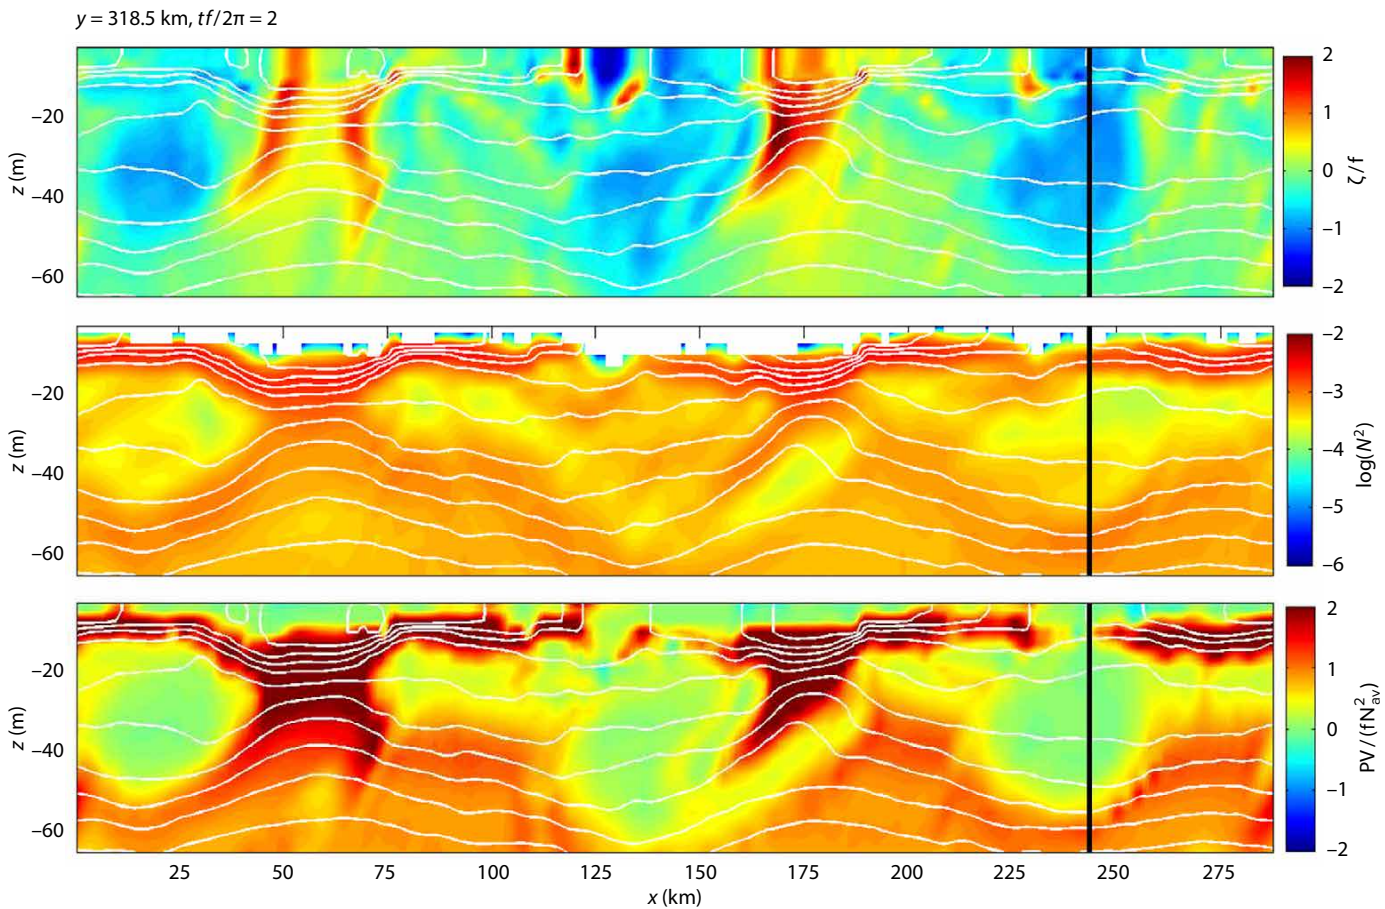 y = 318.5 km, tf/2π = 2
–20
–40
–60
z (m)
2
1
0
–1
–2
ζ/f
–20
–40
–60
z (m)
–2
–3
–4
–5
–6
log(N²)
–20
–40
–60
z (m)
2
1
0
–1
–2
PV / (f N²av)
25 50 75 100 125 150 175 200 225 250 275
x (km)